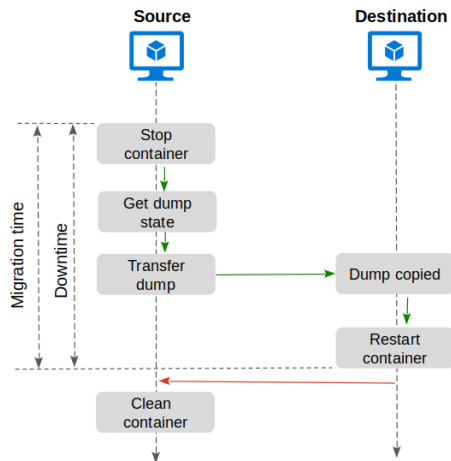 Source
Destination
Stop
container
Get dump
state
Transfer
dump
Dump copied
Restart
container
Clean
container
Migration time
Downtime